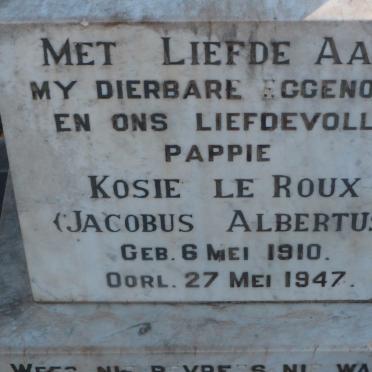 MET LIEFDE AA
MY DIERBARE EGGENO
EN ONS LIEFDEVOLL
PAPPIE
KOSIE LE ROUX
(JACOBUS ALBERTUS
GEB. 6 MEI 1910.
OORL. 27 MEI 1947.